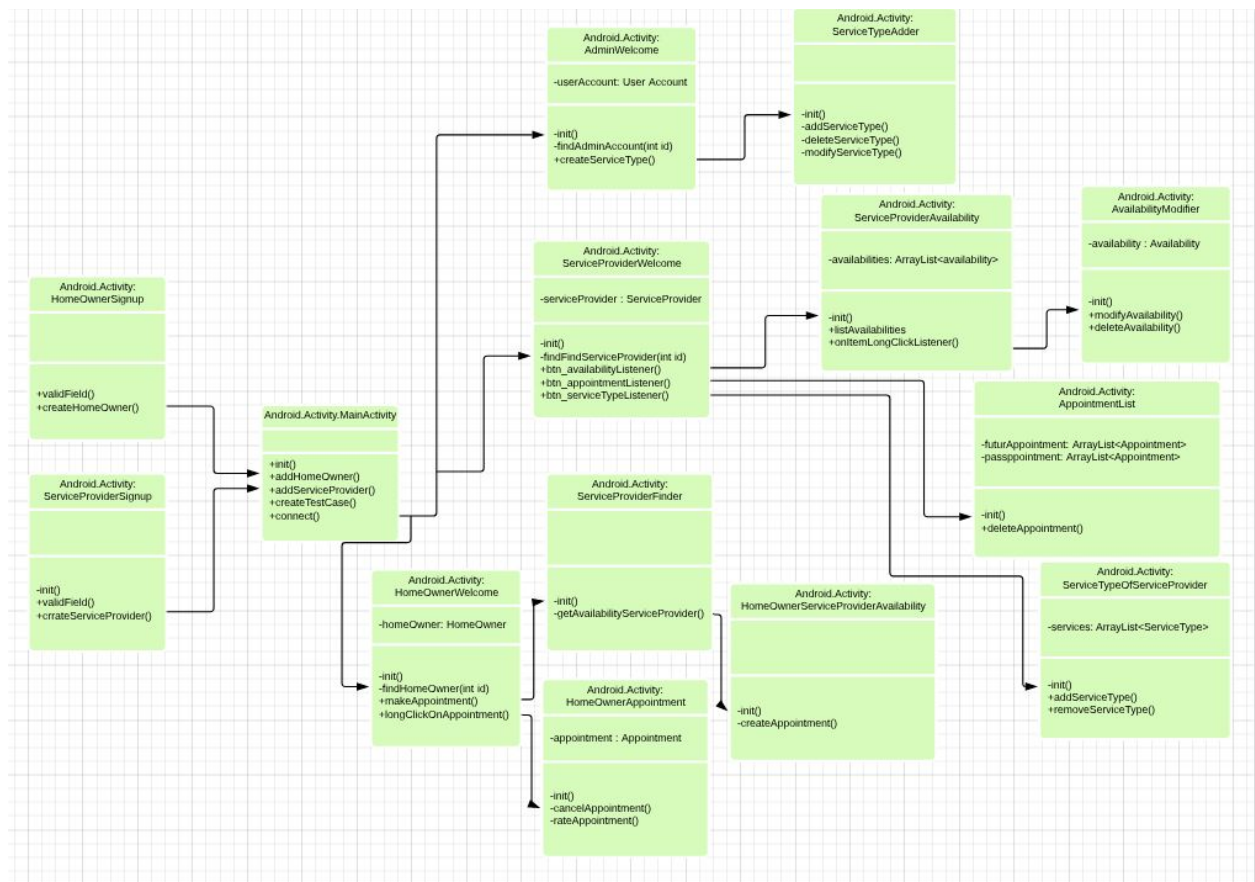 Android.Activity:
AdminWelcome
-userAccount: User Account
-init()
-findAdminAccount(int id)
+createServiceType()
Android.Activity:
ServiceTypeAdder
-init()
-addServiceType()
-deleteServiceType()
-modifyServiceType()
Android.Activity:
ServiceProviderAvailability
-availabilities: ArrayList<availability>
-init()
+listAvailabilities
+onItemLongClickListener()
Android.Activity:
AvailabilityModifier
-availability : Availability
-init()
+modifyAvailability()
+deleteAvailability()
Android.Activity:
ServiceProviderWelcome
-serviceProvider : ServiceProvider
-init()
-findFindServiceProvider(int id)
+btn_availabilityListener()
+btn_appointmentListener()
+btn_serviceTypeListener()
Android.Activity:
HomeOwnerSignup
+validField()
+createHomeOwner()
Android.Activity.MainActivity
+init()
+addHomeOwner()
+addServiceProvider()
+createTestCase()
+connect()
Android.Activity:
ServiceProviderSignup
-init()
+validField()
+crrateServiceProvider()
Android.Activity:
AppointmentList
-futurAppointment: ArrayList<Appointment>
-passppointment: ArrayList<Appointment>
-init()
+deleteAppointment()
Android.Activity:
ServiceProviderFinder
-init()
-getAvailabilityServiceProvider()
Android.Activity:
HomeOwnerWelcome
-homeOwner: HomeOwner
-init()
-findHomeOwner(int id)
+makeAppointment()
+longClickOnAppointment()
Android.Activity:
HomeOwnerServiceProviderAvailability
-init()
-createAppointment()
Android.Activity:
ServiceTypeOfServiceProvider
-services: ArrayList<ServiceType>
-init()
+addServiceType()
+removeServiceType()
Android.Activity:
HomeOwnerAppointment
-appointment : Appointment
-init()
-cancelAppointment()
-rateAppointment()